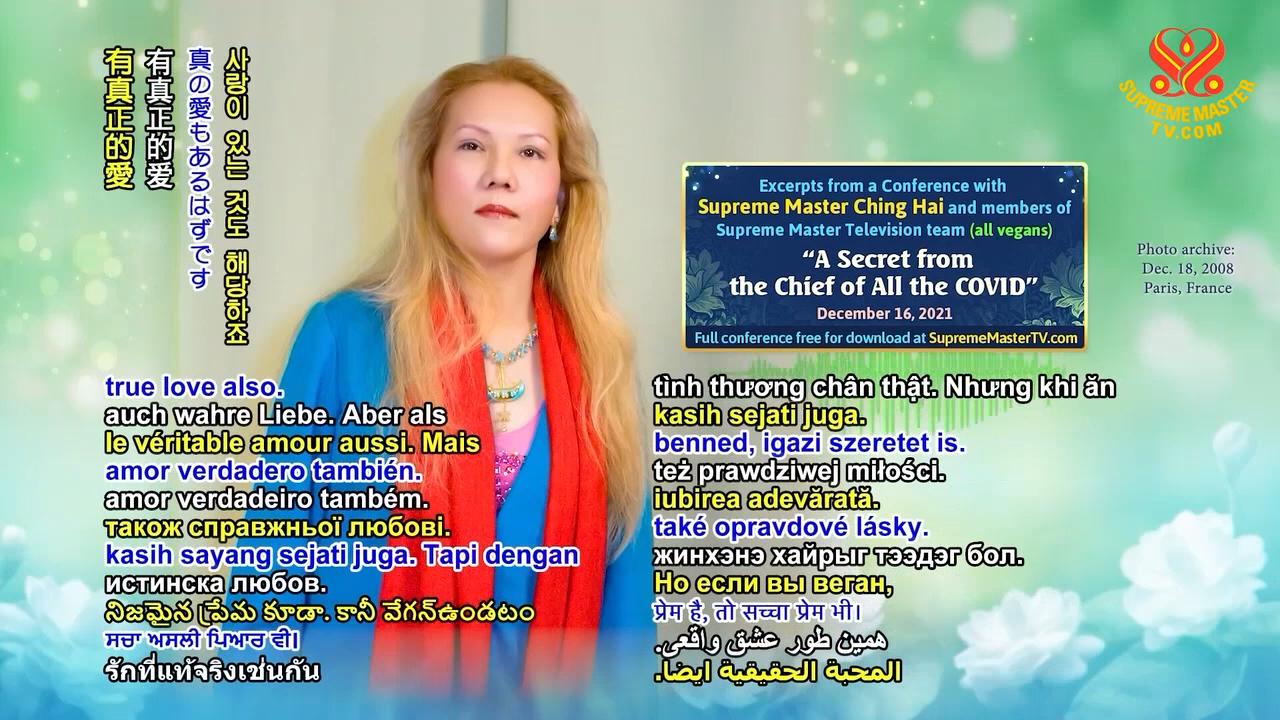 有真正的愛
有真正的爱
真の愛もあるはずです
사랑이 있는 것도 해당하죠
SUPREME MASTER
TV.COM
Excerpts from a Conference with
Supreme Master Ching Hai and members of
Supreme Master Television team (all vegans)
“A Secret from
the Chief of All the COVID”
December 16, 2021
Full conference free for download at SupremeMasterTV.com
Photo archive:
Dec. 18, 2008
Paris, France
true love also.
auch wahre Liebe. Aber als
le véritable amour aussi. Mais
amor verdadero también.
amor verdadeiro também.
також справжньої любові.
kasih sayang sejati juga. Tapi dengan
истинска любов.
నిజమైన ప్రేమ కూడా. కానీ వేగన్‌ఉండటం
ਸਚਾ ਅਸਲੀ ਪਿਆਰ ਵੀ।
รักที่แท้จริงเช่นกัน
tình thương chân thật. Nhưng khi ăn
kasih sejati juga.
benned, igazi szeretet is.
też prawdziwej miłości.
iubirea adevărată.
také opravdové lásky.
жинхэнэ хайрыг тээдэг бол.
Но если вы веган,
प्रेम है, तो सच्चा प्रेम भी।
همین طور عشق واقعی.
المحبة الحقيقية ايضا.